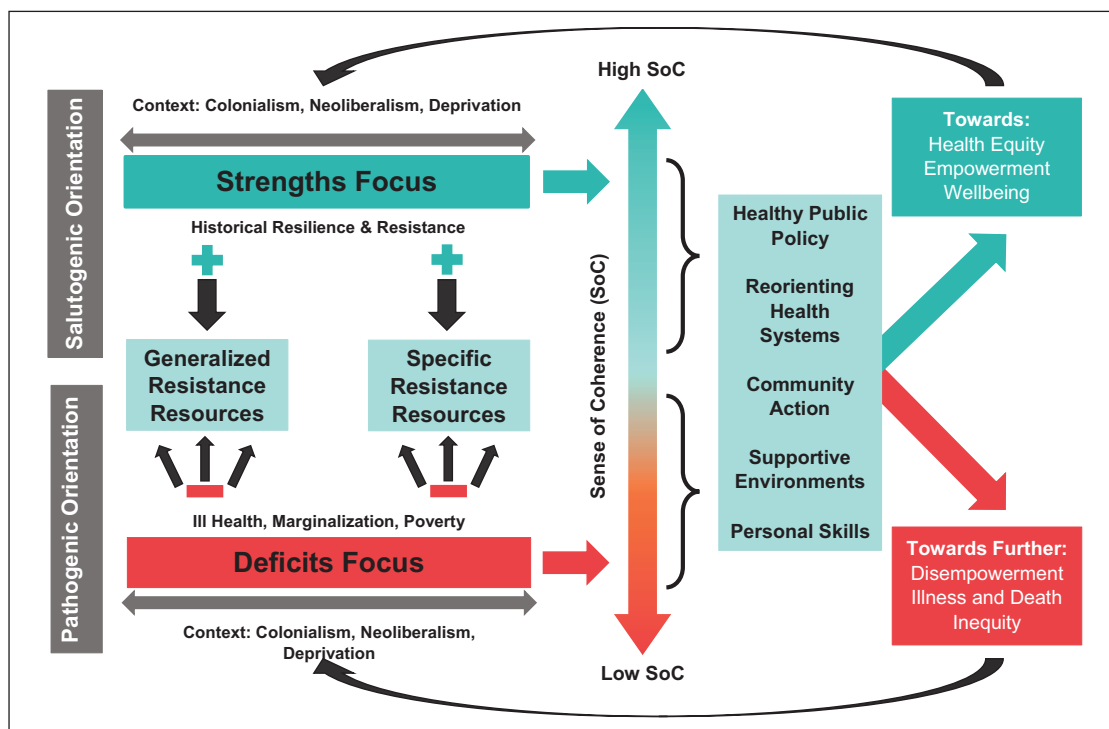 High SoC
Salutogenic Orientation
Context: Colonialism, Neoliberalism, Deprivation
Strengths Focus
Historical Resilience & Resistance
Generalized
Resistance
Resources
Specific
Resistance
Resources
Pathogenic Orientation
Ill Health, Marginalization, Poverty
Deficits Focus
Context: Colonialism, Neoliberalism,
Deprivation
Sense of Coherence (SoC)
Low SoC
Healthy Public
Policy
Reorienting
Health
Systems
Community
Action
Supportive
Environments
Personal Skills
Towards:
Health Equity
Empowerment
Wellbeing
Towards Further:
Disempowerment
Illness and Death
Inequity